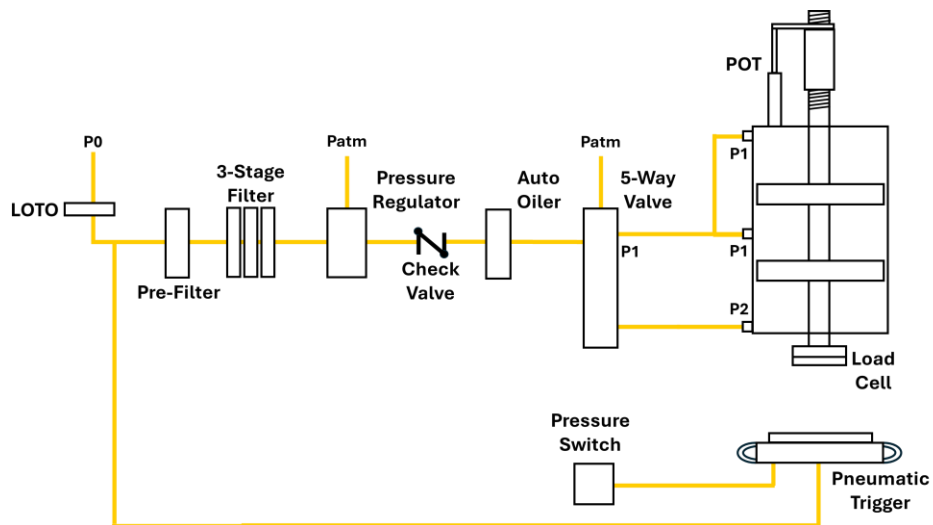 POT
P0
Patm
Patm
3-Stage
Filter
Pressure
Regulator
Auto
Oiler
5-Way
Valve
P1
LOTO
P1
P1
Check
Valve
Pre-Filter
P2
Load
Cell
Pressure
Switch
Pneumatic
Trigger